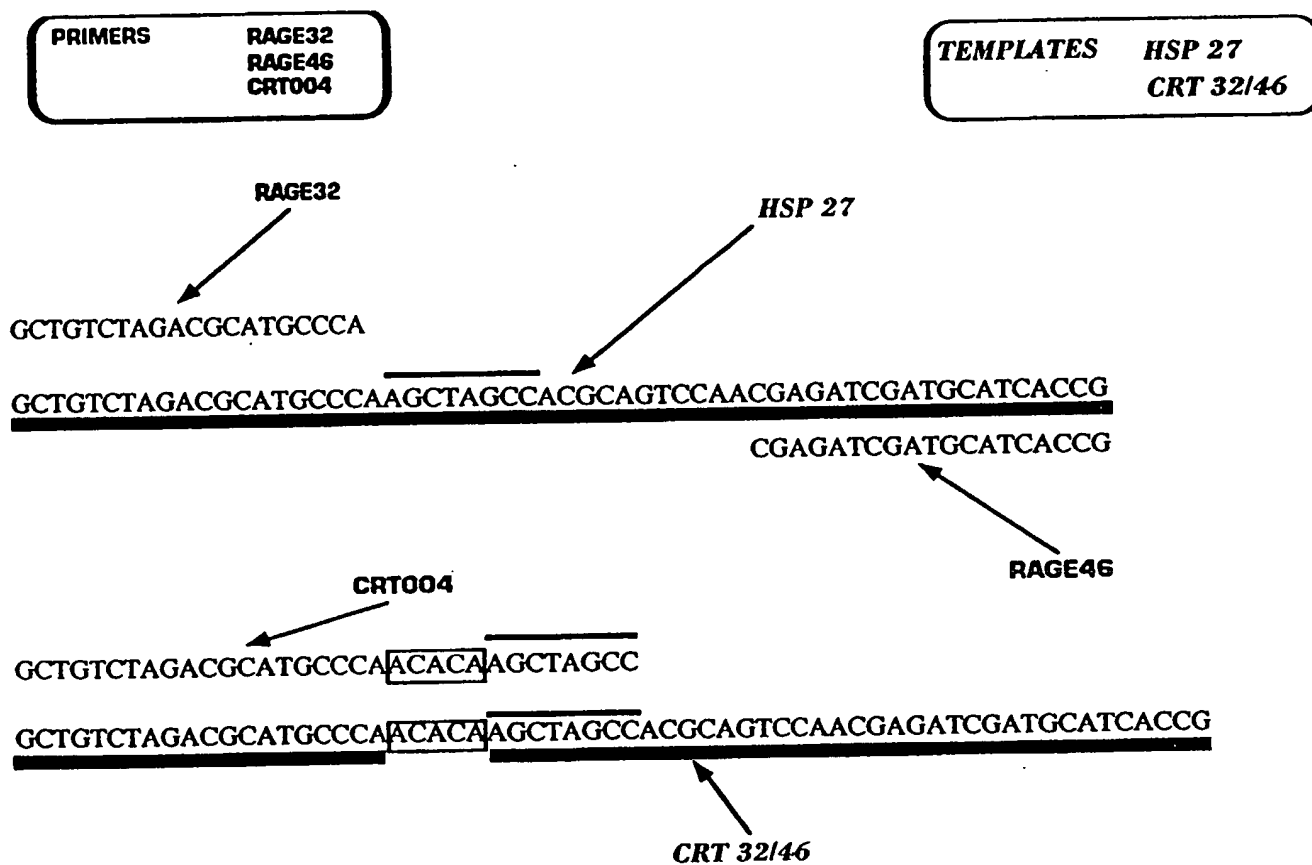 PRIMERS RAGE32
RAGE46
CRT004
TEMPLATES HSP 27
CRT 32/46
RAGE32
HSP 27
GCTGTCTAGACGCATGCCCA
GCTGTCTAGACGCATGCCCAAGCTAGCCACGCAGTCCAACGAGATCGATGCATCACCG
CGAGATCGATGCATCACCG
RAGE46
CRT004
GCTGTCTAGACGCATGCCCAACACAAGCTAGCC
GCTGTCTAGACGCATGCCCAACACAAGCTAGCCACGCAGTCCAACGAGATCGATGCATCACCG
CRT 32/46